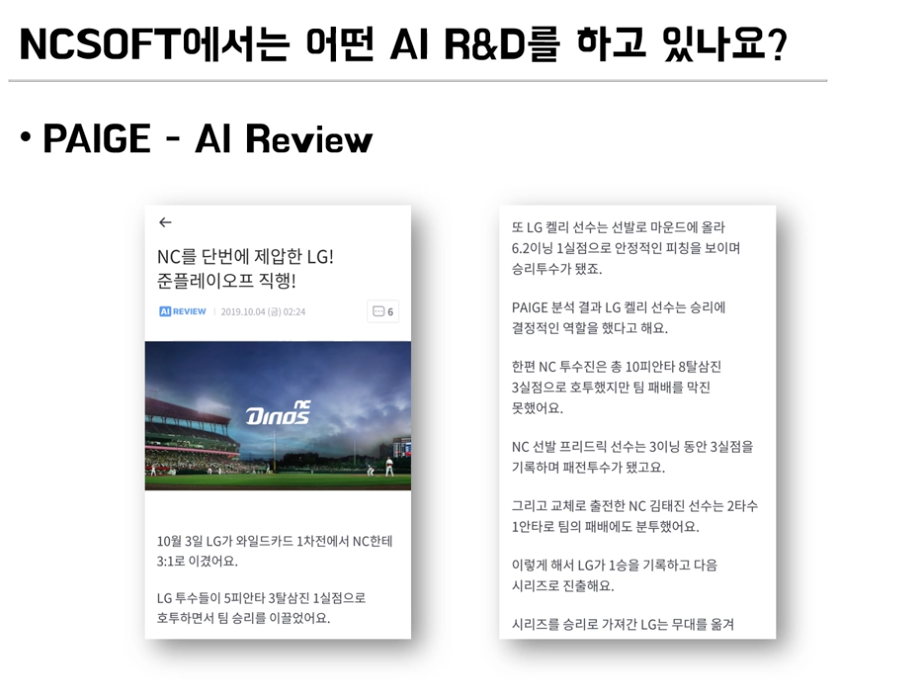 NCSOFT에서는 어떤 AI R&D를 하고 있나요?
• PAIGE - AI Review
←
NC를 단번에 제압한 LG!
준플레이오프 직행!
AI REVIEW | 2019.10.04 (금) 02:24
6
NC Dinos
10월 3일 LG가 와일드카드 1차전에서 NC한테
3:1로 이겼어요.
LG 투수들이 5피안타 3탈삼진 1실점으로
호투하면서 팀 승리를 이끌었어요.
또 LG 켈리 선수는 선발로 마운드에 올라
6.2이닝 1실점으로 안정적인 피칭을 보이며
승리투수가 됐죠.
PAIGE 분석 결과 LG 켈리 선수는 승리에
결정적인 역할을 했다고 해요.
한편 NC 투수진은 총 10피안타 8탈삼진
3실점으로 호투했지만 팀 패배를 막진
못했어요.
NC 선발 프리드릭 선수는 3이닝 동안 3실점을
기록하며 패전투수가 됐고요.
그리고 교체로 출전한 NC 김태진 선수는 2타수
1안타로 팀의 패배에도 분투했어요.
이렇게 해서 LG가 1승을 기록하고 다음
시리즈로 진출해요.
시리즈를 승리로 가져간 LG는 무대를 옮겨